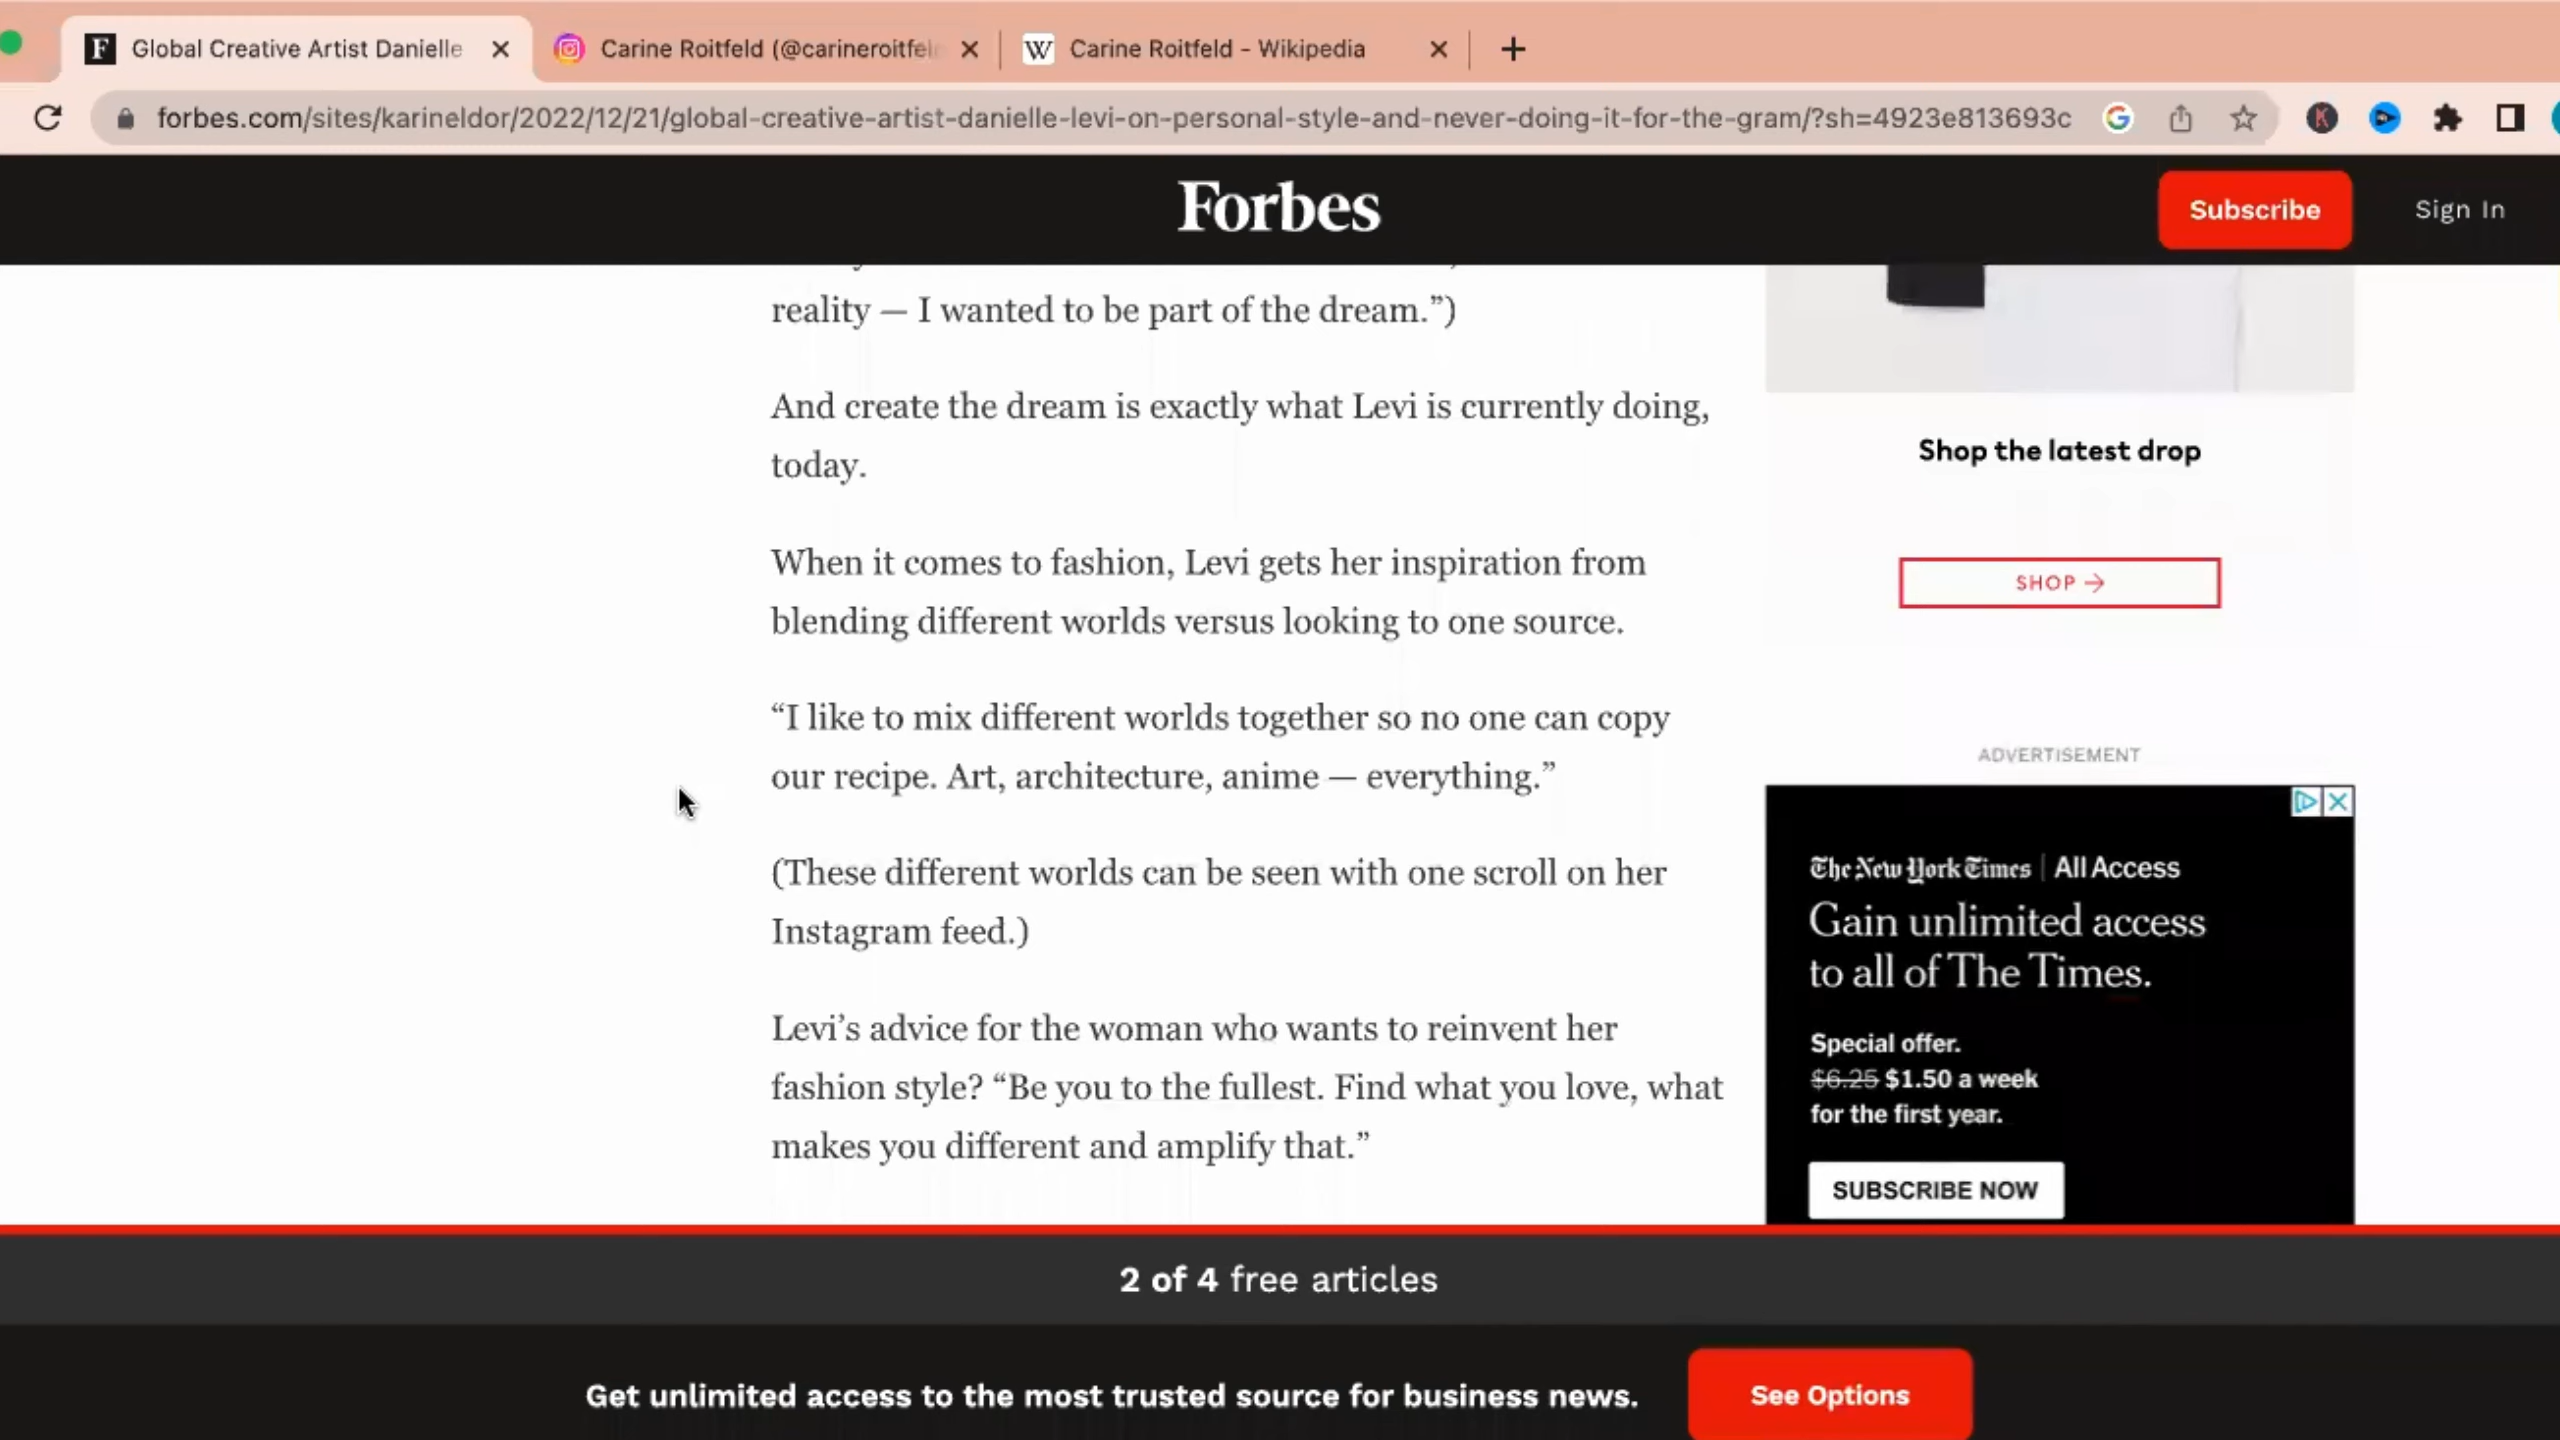 Global Creative Artist Danielle
Carine Roitfeld (@carineroitfel
Carine Roitfeld - Wikipedia
forbes.com/sites/karineldor/2022/12/21/global-creative-artist-danielle-levi-on-personal-style-and-never-doing-it-for-the-gram/?sh=4923e813693c
Forbes
Subscribe
Sign In
reality — I wanted to be part of the dream.”)
And create the dream is exactly what Levi is currently doing,
today.
When it comes to fashion, Levi gets her inspiration from
blending different worlds versus looking to one source.
“I like to mix different worlds together so no one can copy
our recipe. Art, architecture, anime — everything.”
(These different worlds can be seen with one scroll on her
Instagram feed.)
Levi’s advice for the woman who wants to reinvent her
fashion style? “Be you to the fullest. Find what you love, what
makes you different and amplify that.”
Shop the latest drop
SHOP →
ADVERTISEMENT
The New York Times | All Access
Gain unlimited access
to all of The Times.
Special offer.
$6.25 $1.50 a week
for the first year.
SUBSCRIBE NOW
2 of 4 free articles
Get unlimited access to the most trusted source for business news.
See Options